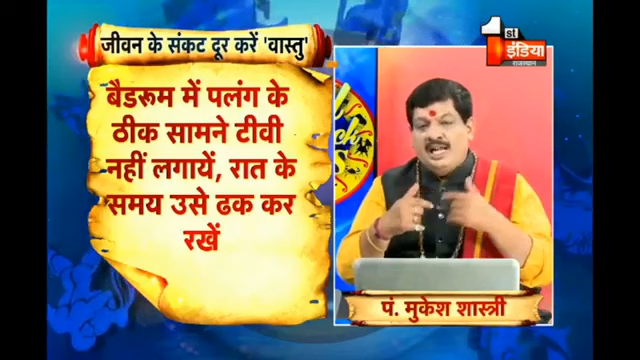 जीवन के संकट दूर करें 'वास्तु'
1st
इंडिया
राजस्थान
बैडरूम में पलंग के
ठीक सामने टीवी
नहीं लगायें, रात के
समय उसे ढक कर
रखें
पं. मुकेश शास्त्री